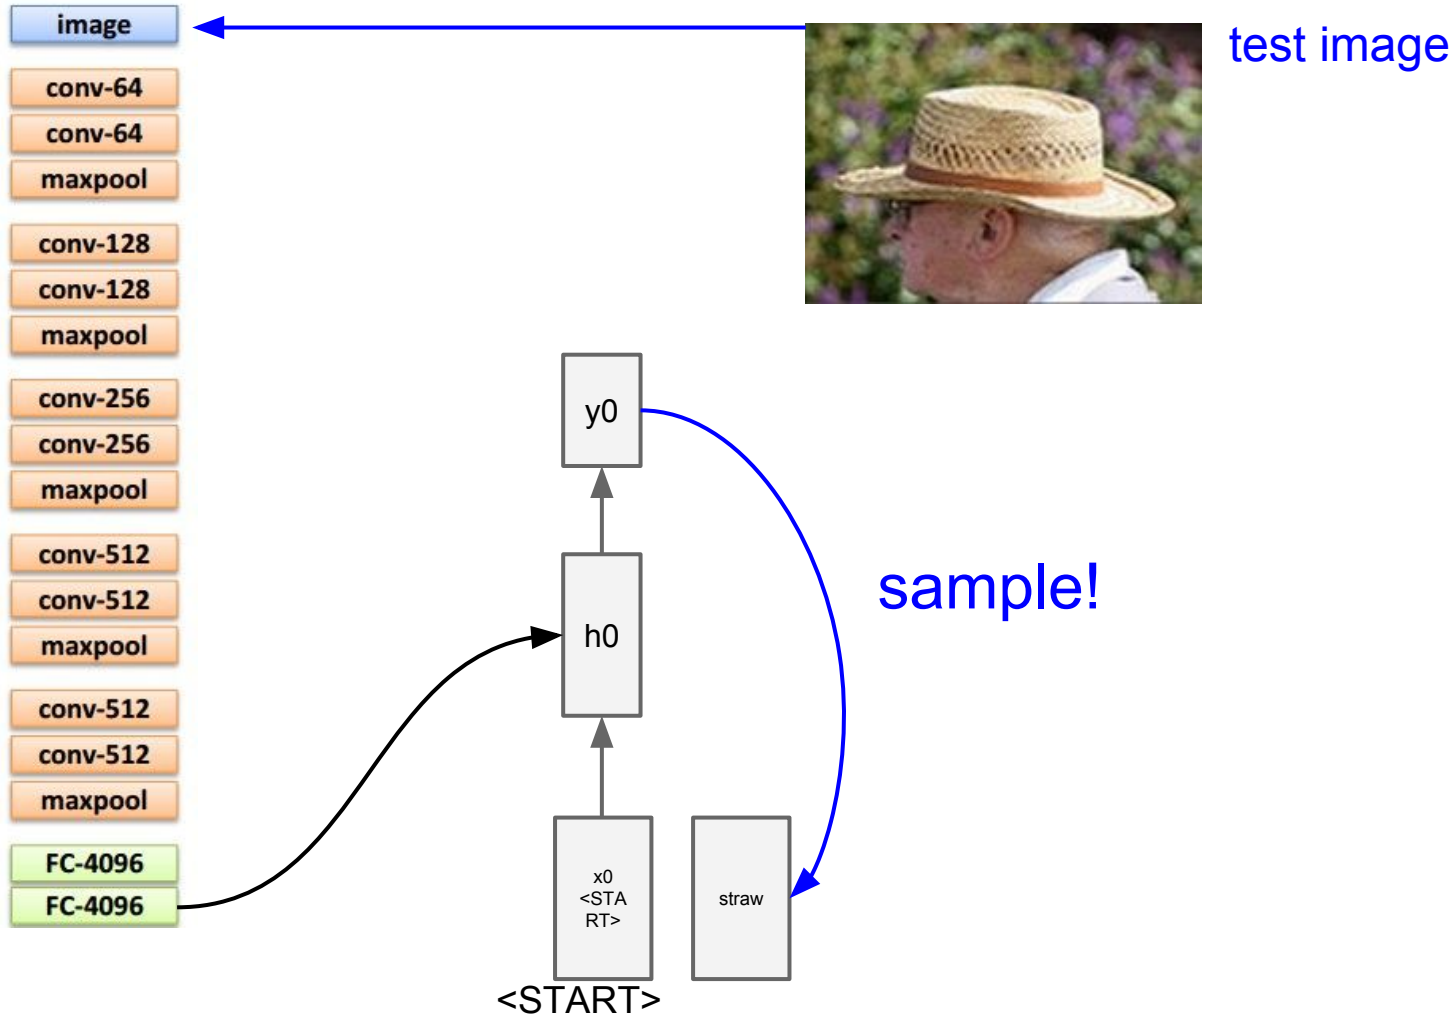 image
conv-64
conv-64
maxpool
conv-128
conv-128
maxpool
conv-256
conv-256
maxpool
conv-512
conv-512
maxpool
conv-512
conv-512
maxpool
FC-4096
FC-4096
test image
y0
sample!
h0
x0
<STA
RT>
straw
<START>